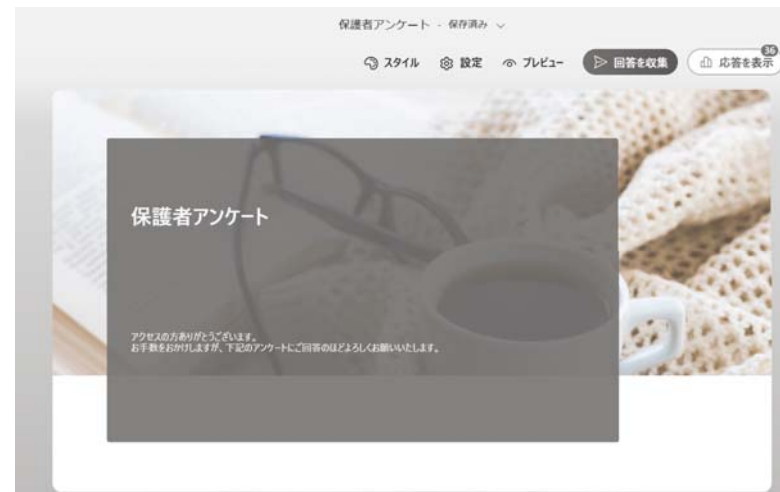 保護者アンケート - 保存済み
スタイル 設定 プレビュー 回答を収集 応答を表示 36
保護者アンケート
アクセスの方ありがとうございます。
お手数をおかけしますが、下記のアンケートにご回答のほどよろしくお願いいたします。